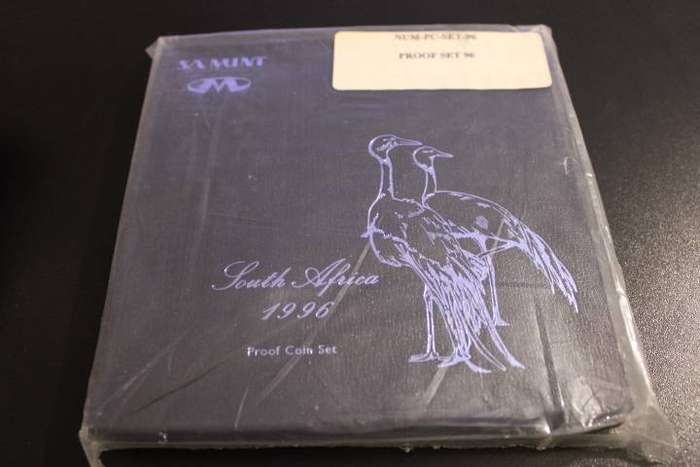 SA MINT
NUM-PC-SET-96
PROOF SET 96
South Africa
1996
Proof Coin Set